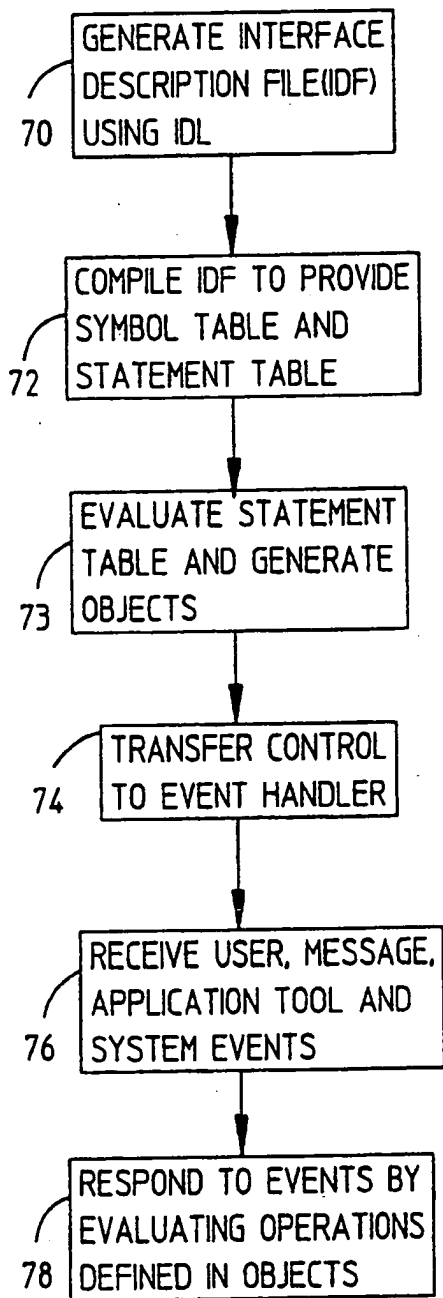 GENERATE INTERFACE
DESCRIPTION FILE(IDF)
USING IDL
70
COMPILE IDF TO PROVIDE
SYMBOL TABLE AND
STATEMENT TABLE
72
EVALUATE STATEMENT
TABLE AND GENERATE
OBJECTS
73
TRANSFER CONTROL
TO EVENT HANDLER
74
RECEIVE USER, MESSAGE,
APPLICATION TOOL AND
SYSTEM EVENTS
76
RESPOND TO EVENTS BY
EVALUATING OPERATIONS
DEFINED IN OBJECTS
78